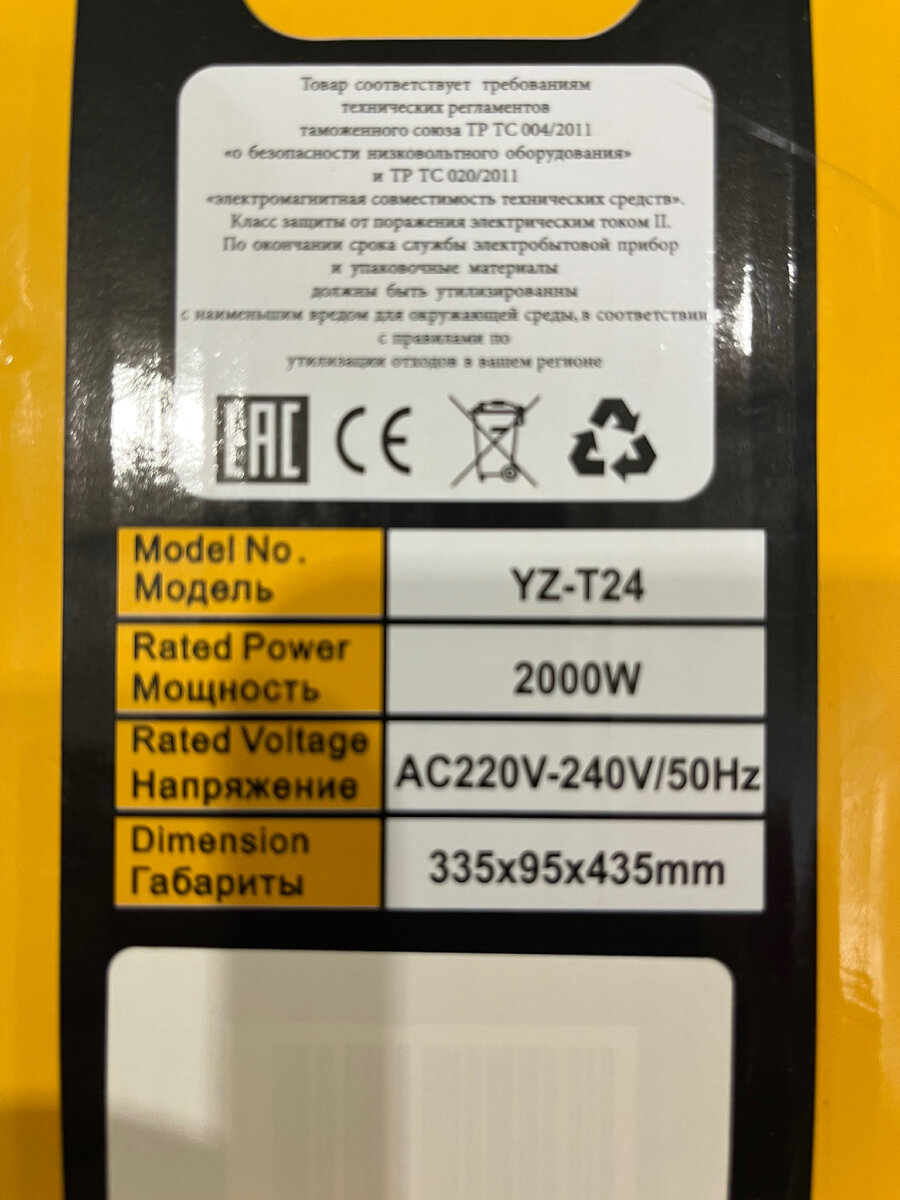 Товар соответствует требованиям
технических регламентов
таможенного союза ТР ТС 004/2011
«о безопасности низковольтного оборудования»
и ТР ТС 020/2011
«электромагнитная совместимость технических средств».
Класс защиты от поражения электрическим током II.
По окончании срока службы электробытовой прибор
и упаковочные материалы
должны быть утилизированны
с наименьшим вредом для окружающей среды, в соответствии
с правилами по
утилизации отходов в вашем регионе
EAC CE
Model No.
Модель
YZ-T24
Rated Power
Мощность
2000W
Rated Voltage
Напряжение
AC220V-240V/50Hz
Dimension
Габариты
335x95x435mm